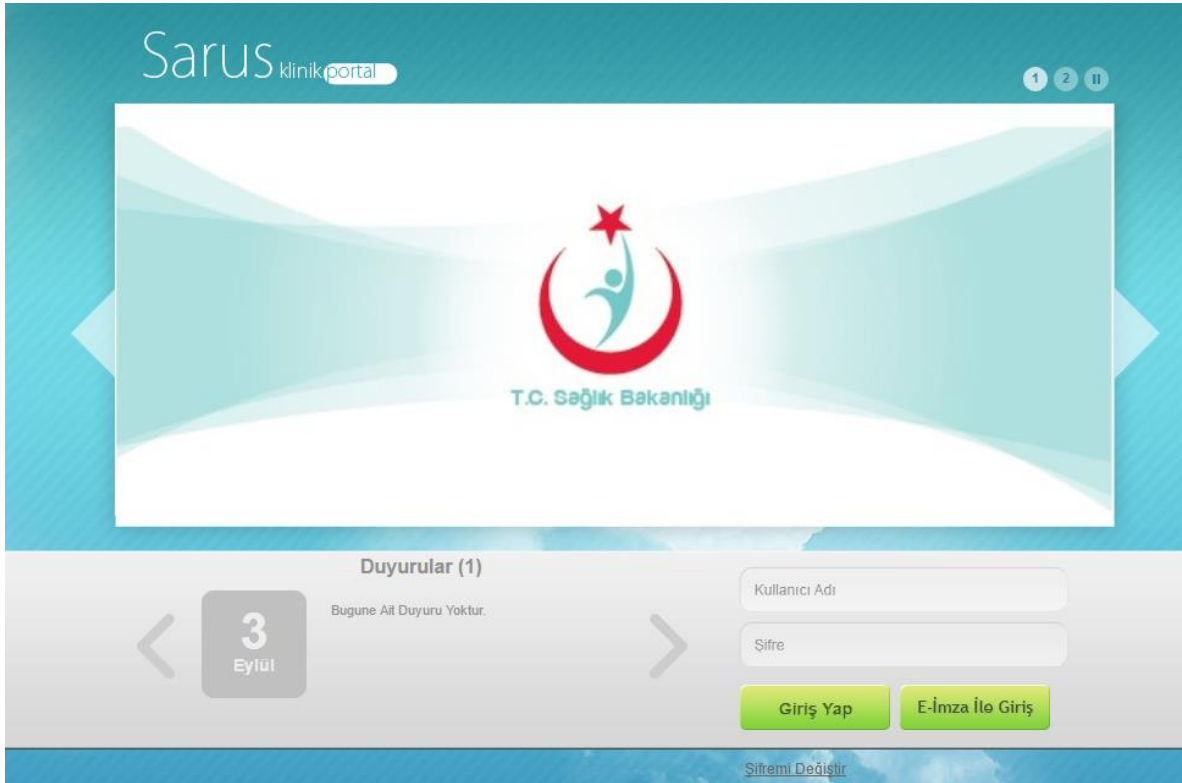 Sarus klinik portal
1 2
T.C. Sağlık Bakanlığı
Duyurular (1)
3
Eylül
Bugune Ait Duyuru Yoktur.
Kullanıcı Adı
Şifre
Giriş Yap
E-İmza İle Giriş
Şifremi Değiştir